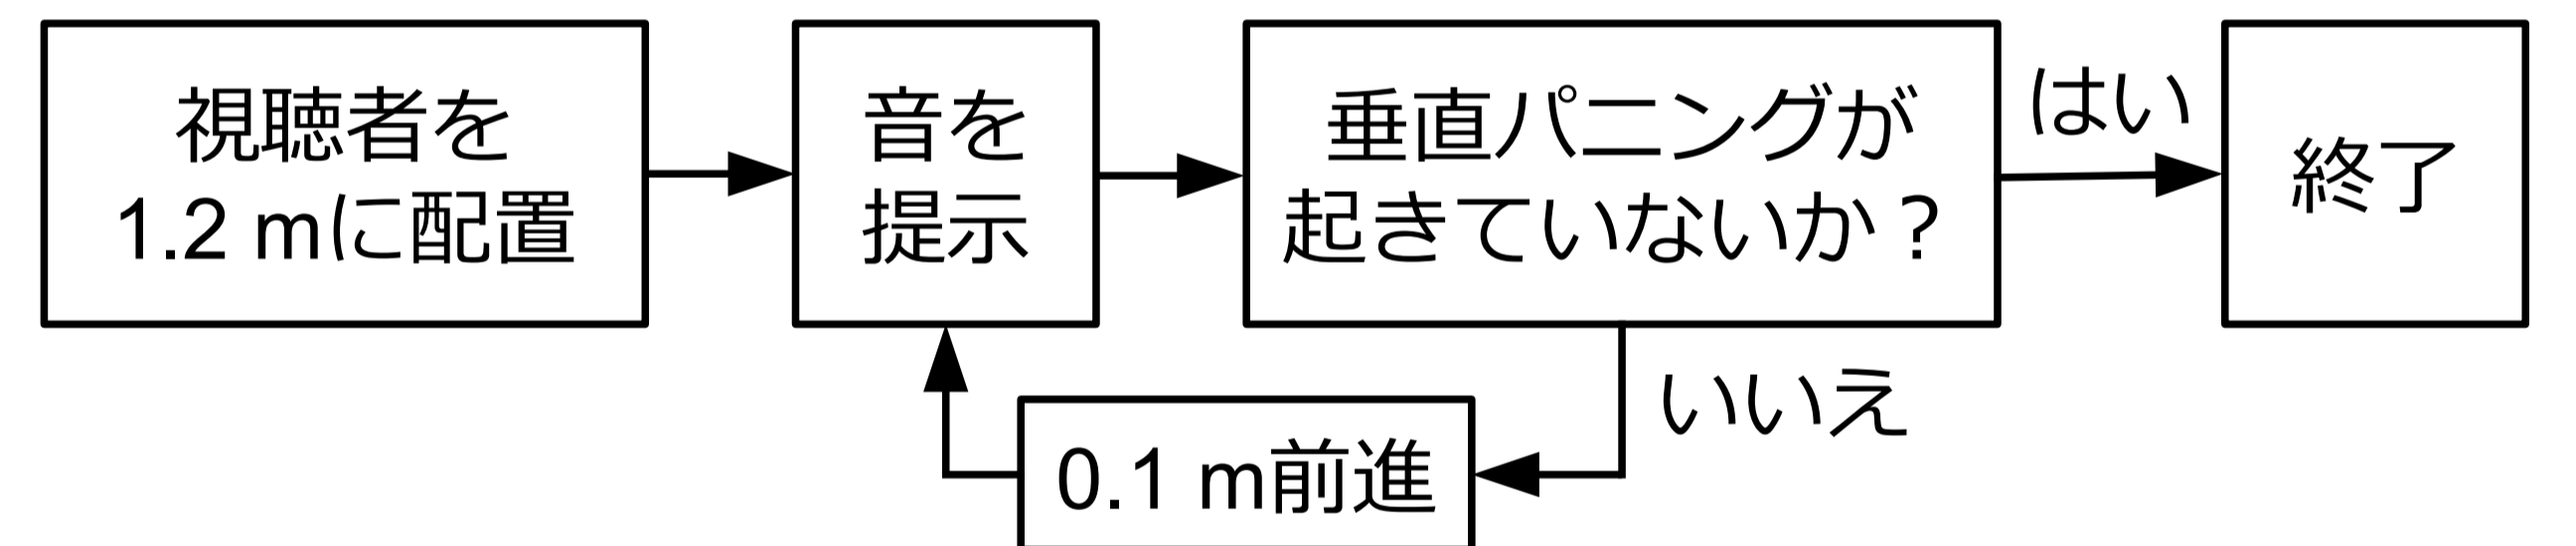 視聴者を
1.2 mに配置
音を
提示
垂直パニングが
起きていないか？
はい
終了
いいえ
0.1 m前進